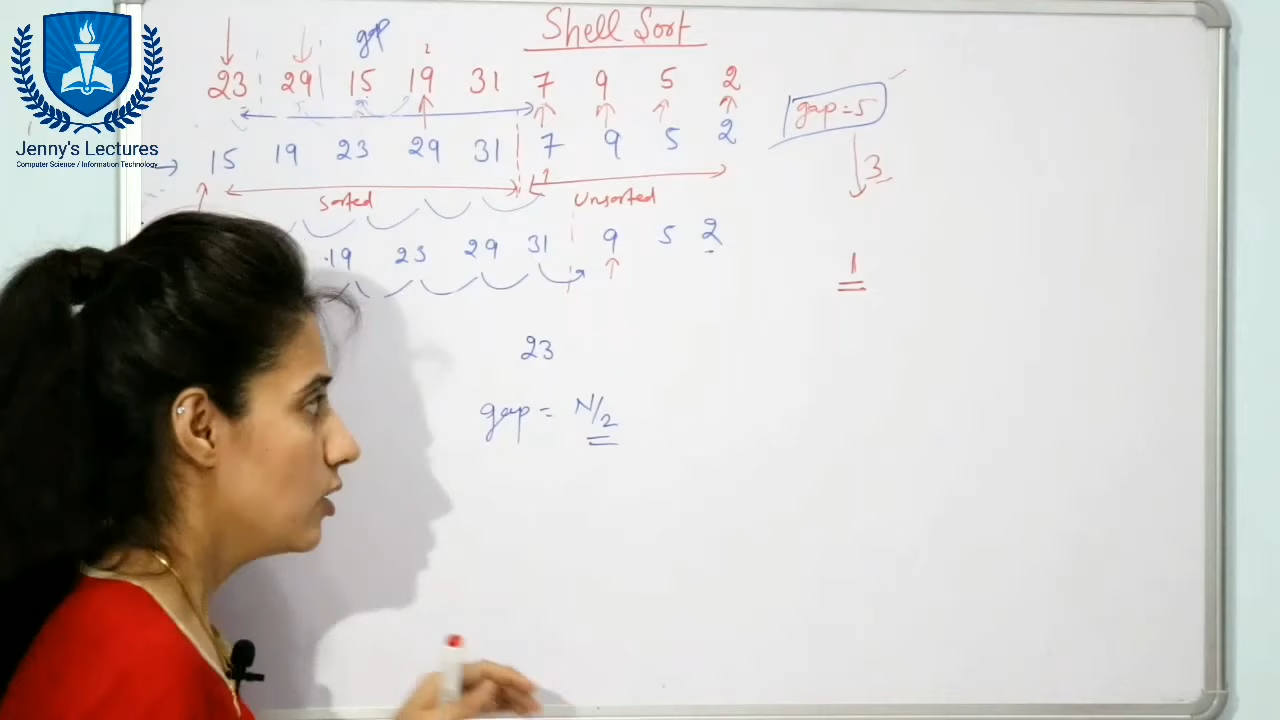 Shell Sort
gap
23 29 15 19 31 7 9 5 2
gap = 5
15 19 23 29 31 7 9 5 2
3
Sorted Unsorted
19 23 29 31 9 5 2
1
23
gap = N/2
Jenny's Lectures
Computer Science / Information Technology